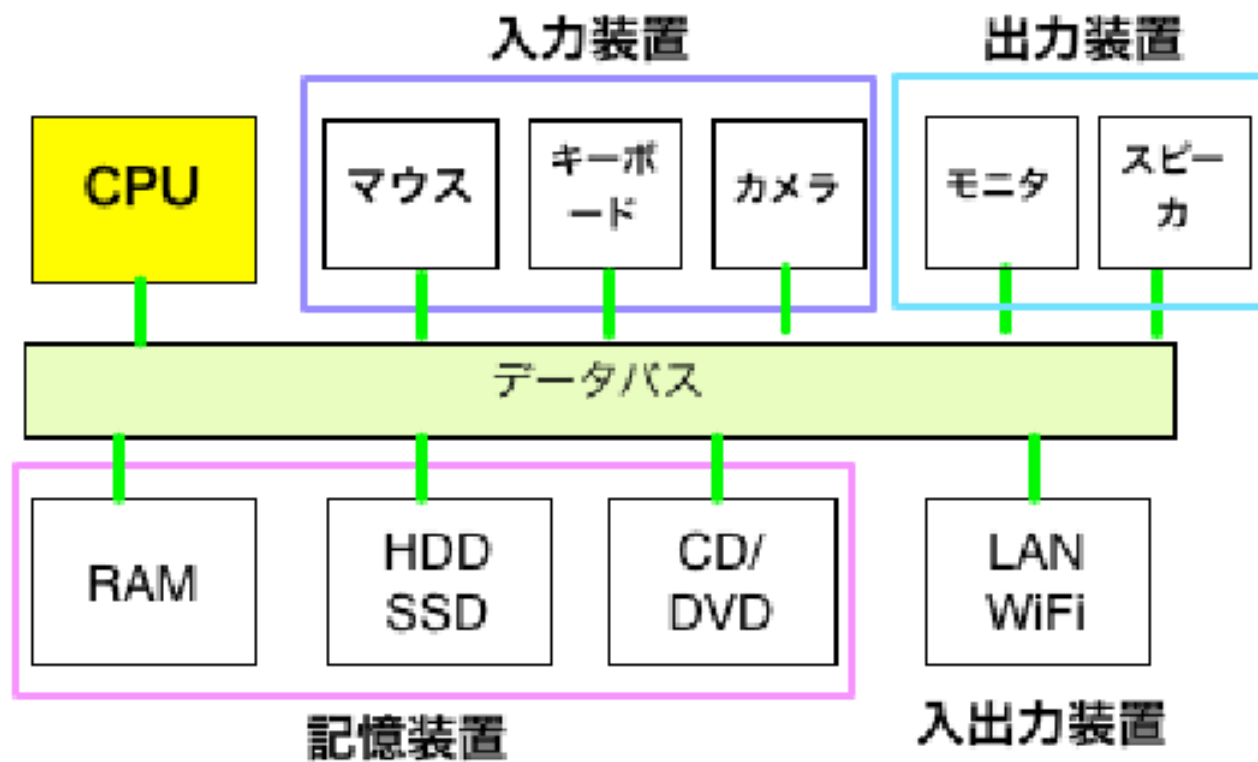 入力装置
出力装置
CPU
マウス
キーボ
ード
カメラ
モニタ
スピー
カ
データバス
RAM
HDD
SSD
CD/
DVD
LAN
WiFi
記憶装置
入出力装置